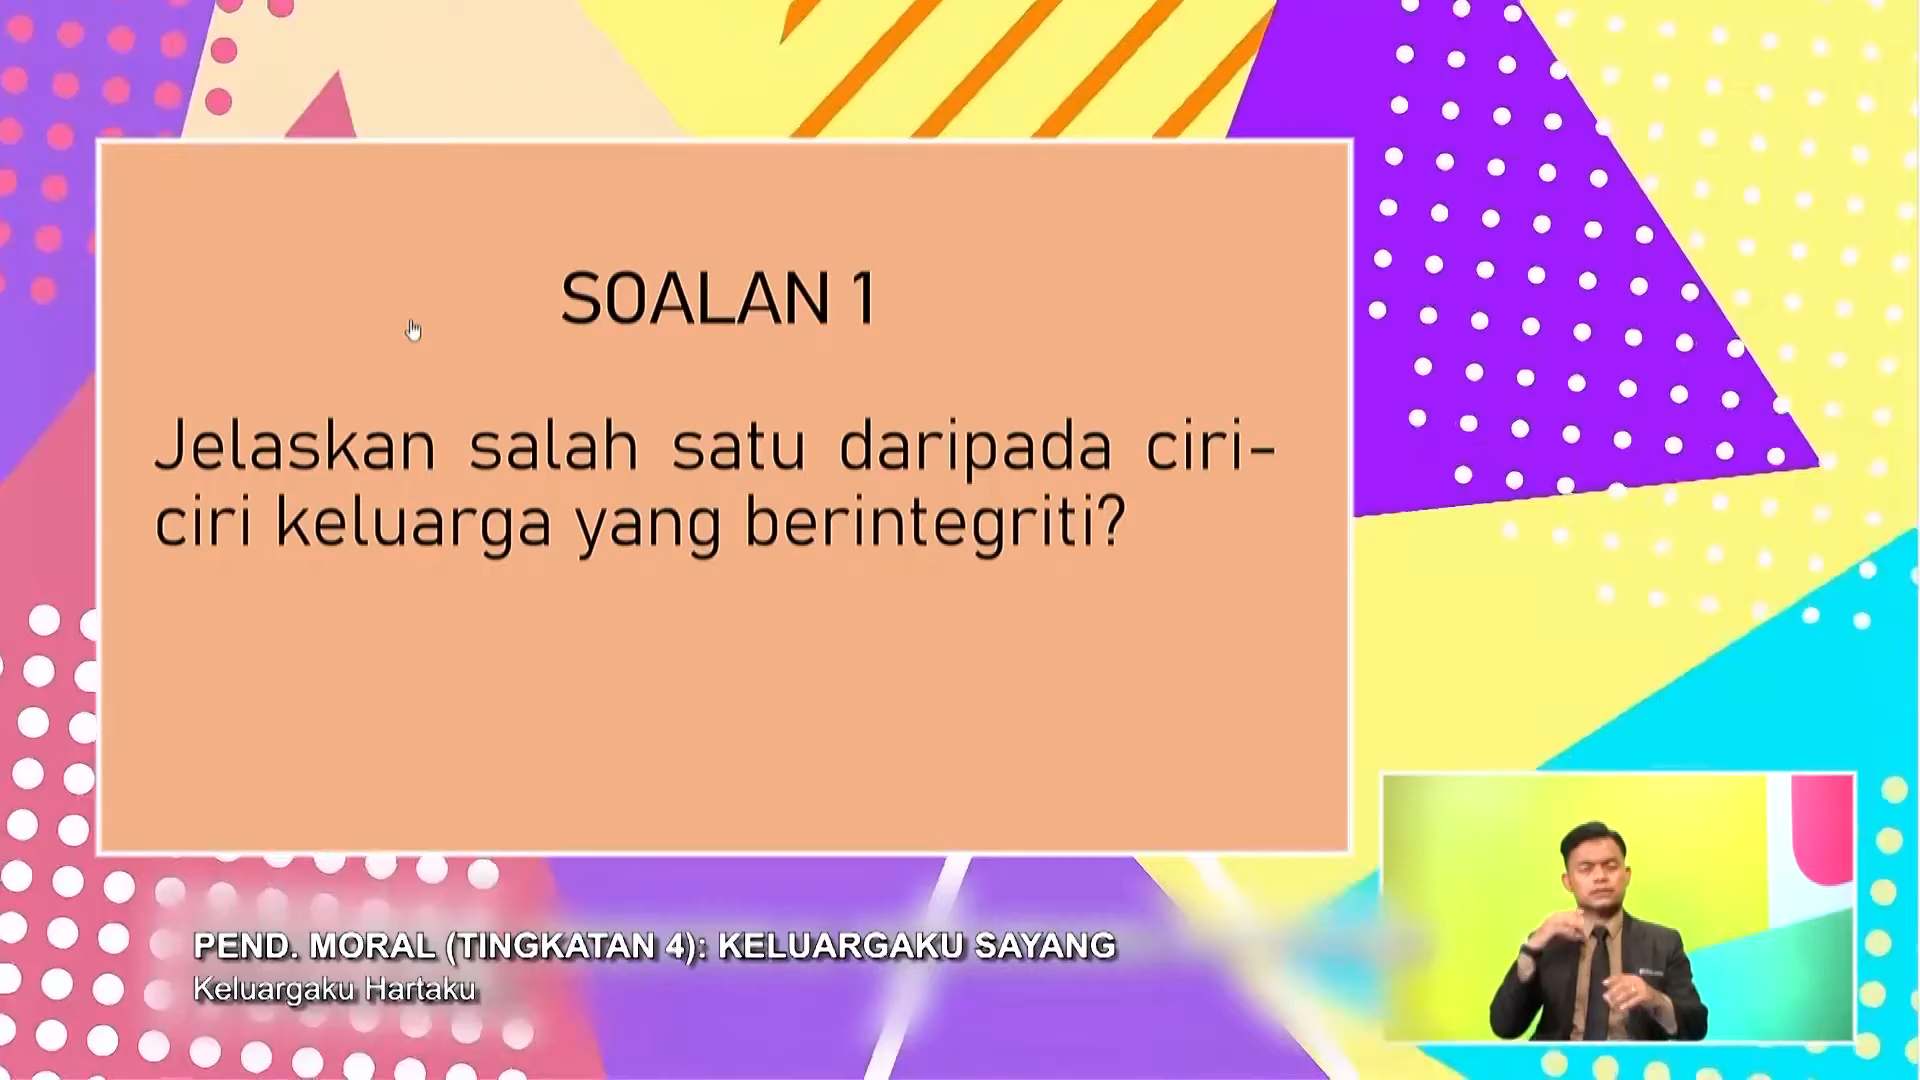 SOALAN 1
Jelaskan salah satu daripada ciri-
ciri keluarga yang berintegriti?
PEND. MORAL (TINGKATAN 4): KELUARGAKU SAYANG
Keluargaku Hartaku